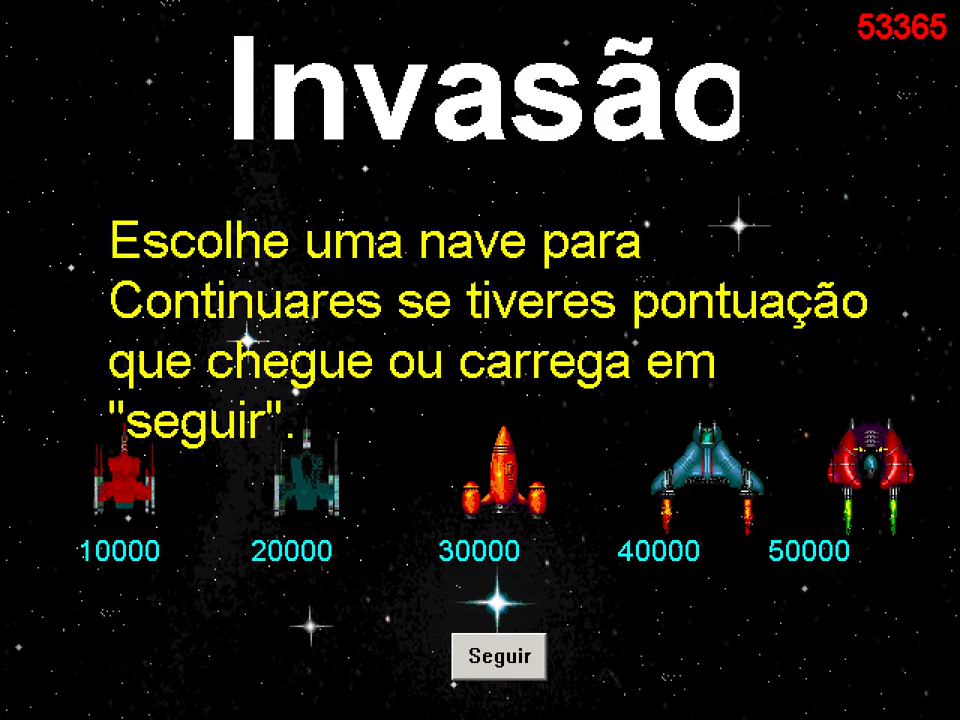 53365
Invasão
Escolhe uma nave para
Continuares se tiveres pontuação
que chegue ou carrega em
"seguir".
10000 20000 30000 40000 50000
Seguir